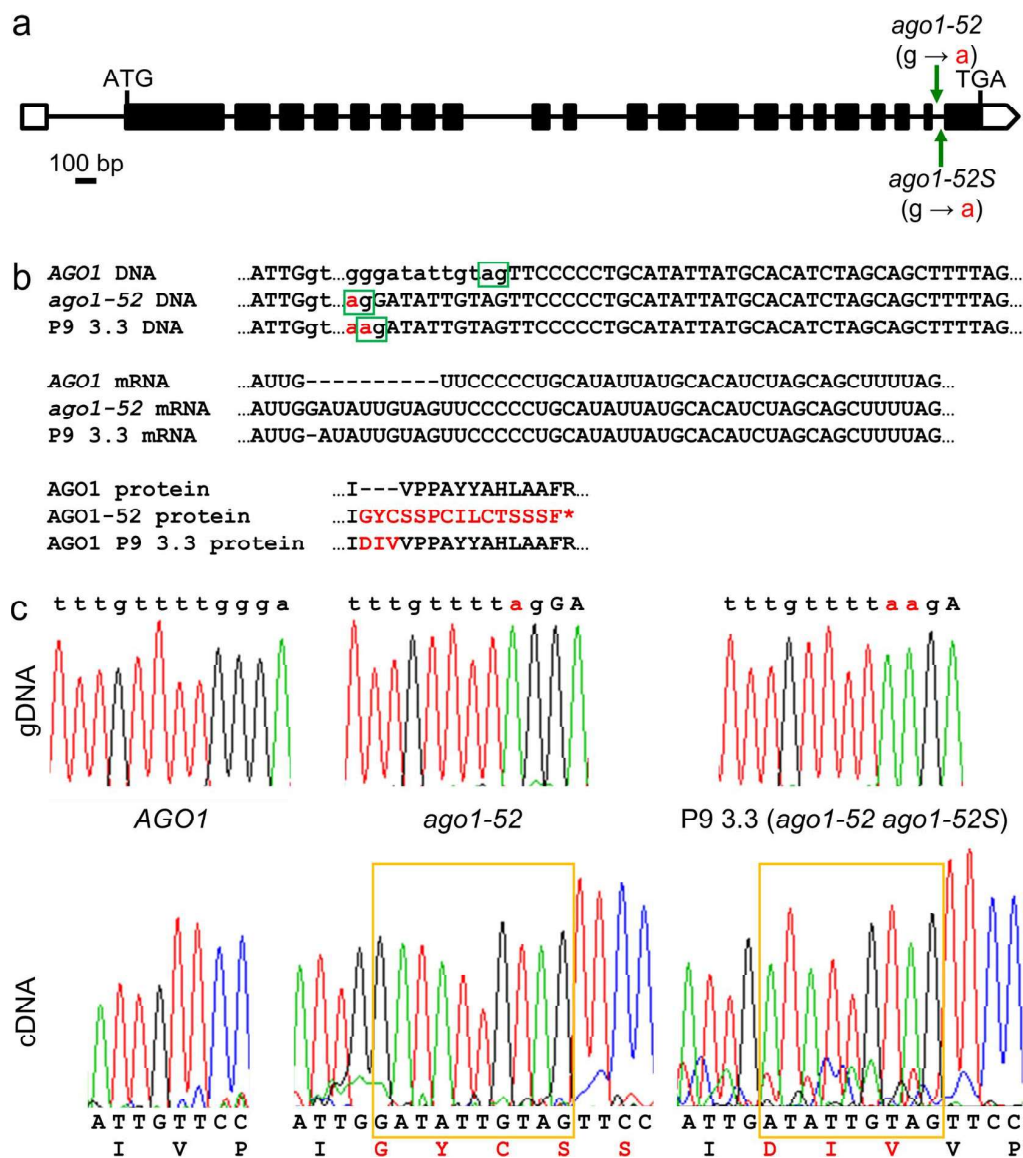 a
ago1-52
(g → a)
ATG
TGA
100 bp
ago1-52S
(g → a)
b
AGO1 DNA ...ATTGgt...gggatattgtagTTCCCCCTGCATATTATGCACATCTAGCAGCTTTTAG...
ago1-52 DNA ...ATTGgt...agGATATTGTAGTTCCCCCTGCATATTATGCACATCTAGCAGCTTTTAG...
P9 3.3 DNA ...ATTGgt...aagATATTGTAGTTCCCCCTGCATATTATGCACATCTAGCAGCTTTTAG...
AGO1 mRNA ...AUUG----------UUCCCCCUGCAUAUUAUGCACAUCUAGCAGCUUUUAG...
ago1-52 mRNA ...AUUGGAUAUUGUAGUUCCCCCUGCAUAUUAUGCACAUCUAGCAGCUUUUAG...
P9 3.3 mRNA ...AUUG-AUAUUGUAGUUCCCCCUGCAUAUUAUGCACAUCUAGCAGCUUUUAG...
AGO1 protein ...I---VPPAYYAHLAAFR...
AGO1-52 protein ...IGYCSSPCILCTSSSF*
AGO1 P9 3.3 protein ...IDIVVPPAYYAHLAAFR...
c
t t t g t t t t g g g a
t t t g t t t t a g G A
t t t g t t t t a a g A
gDNA
AGO1
ago1-52
P9 3.3 (ago1-52 ago1-52S)
cDNA
A T T G T T C C
A T T G G A T A T T G T A G T T C C
A T T G A T A T T G T A G T T C C
I V P
I G Y C S S
I D I V V P